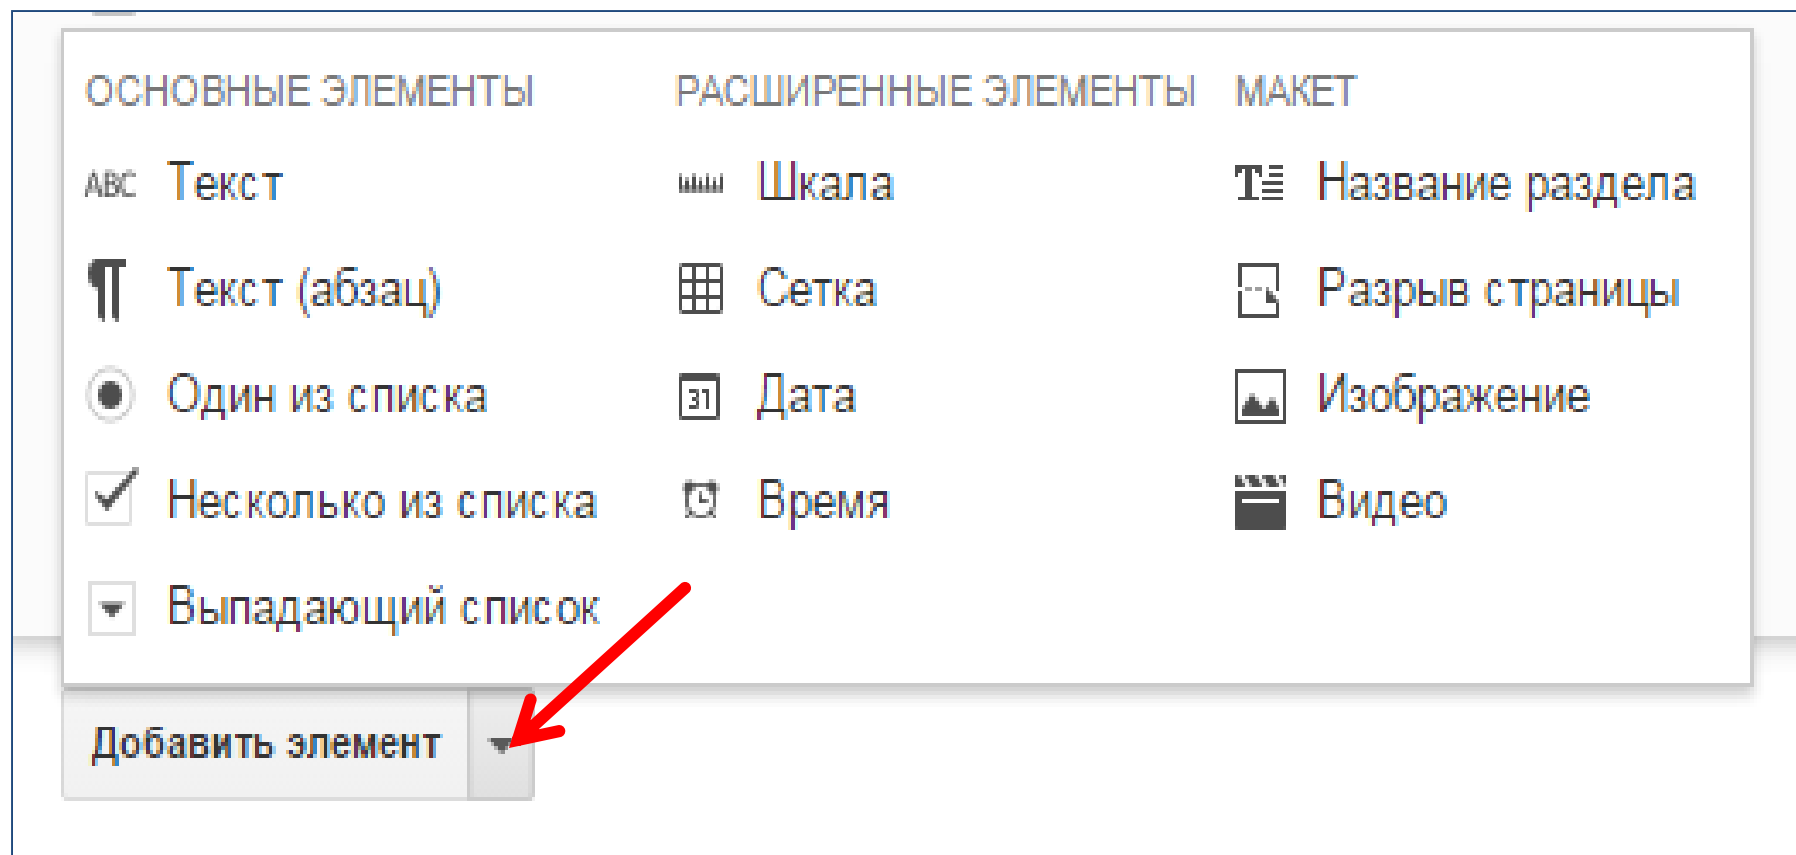 ОСНОВНЫЕ ЭЛЕМЕНТЫ РАСШИРЕННЫЕ ЭЛЕМЕНТЫ МАКЕТ
ABC Текст Шкала Название раздела
Текст (абзац) Сетка Разрыв страницы
Один из списка 31 Дата Изображение
Несколько из списка Время Видео
Выпадающий список
Добавить элемент